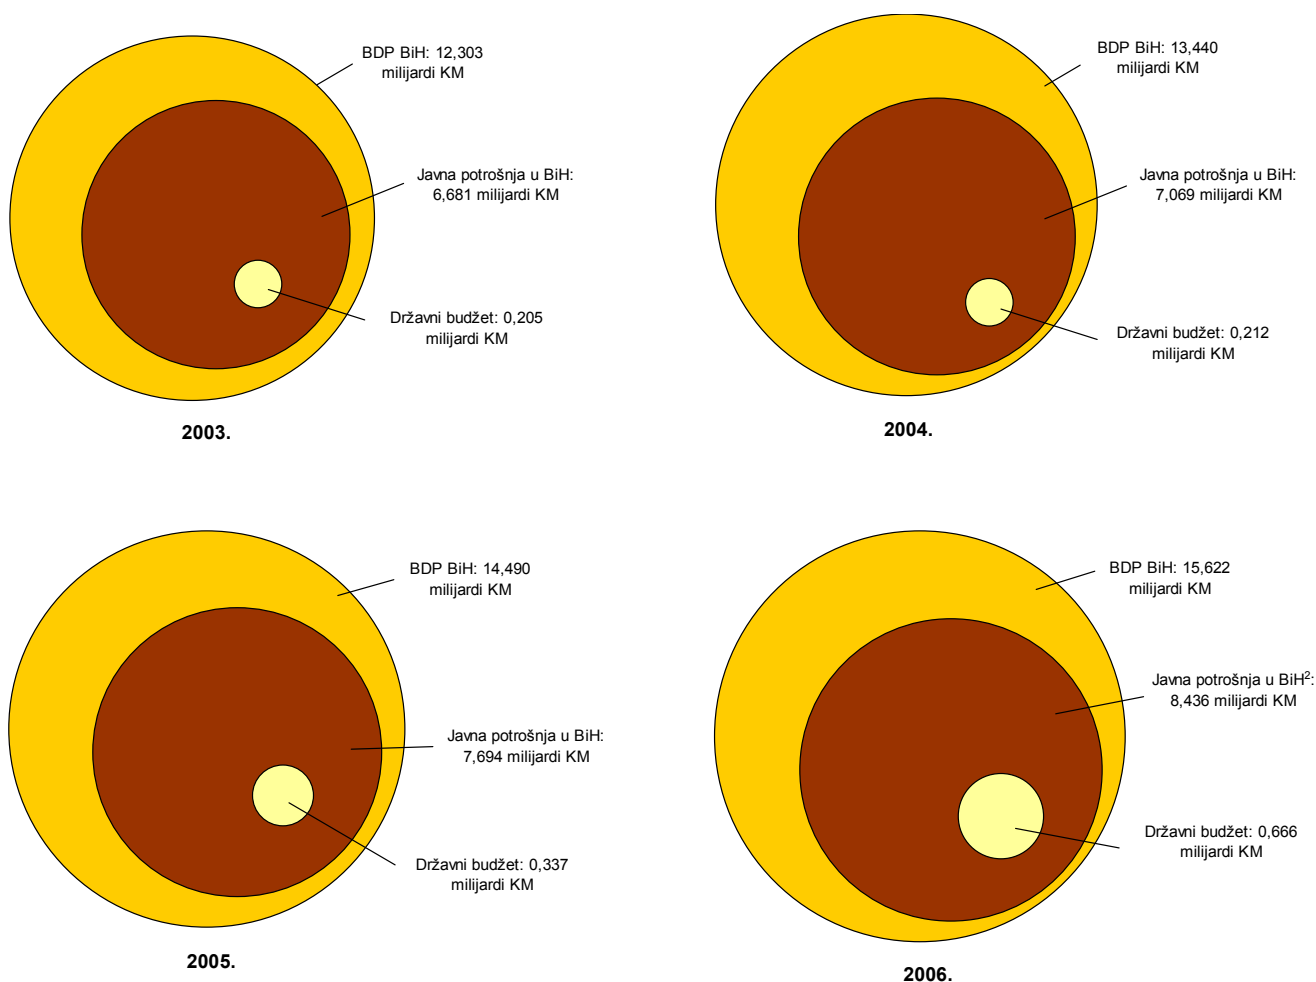 BDP BiH: 12,303
milijardi KM
Javna potrošnja u BiH:
6,681 milijardi KM
Državni budžet: 0,205
milijardi KM
2003.
BDP BiH: 13,440
milijardi KM
Javna potrošnja u BiH:
7,069 milijardi KM
Državni budžet: 0,212
milijardi KM
2004.
BDP BiH: 14,490
milijardi KM
Javna potrošnja u BiH:
7,694 milijardi KM
Državni budžet: 0,337
milijardi KM
2005.
BDP BiH: 15,622
milijardi KM
Javna potrošnja u BiH²:
8,436 milijardi KM
Državni budžet: 0,666
milijardi KM
2006.